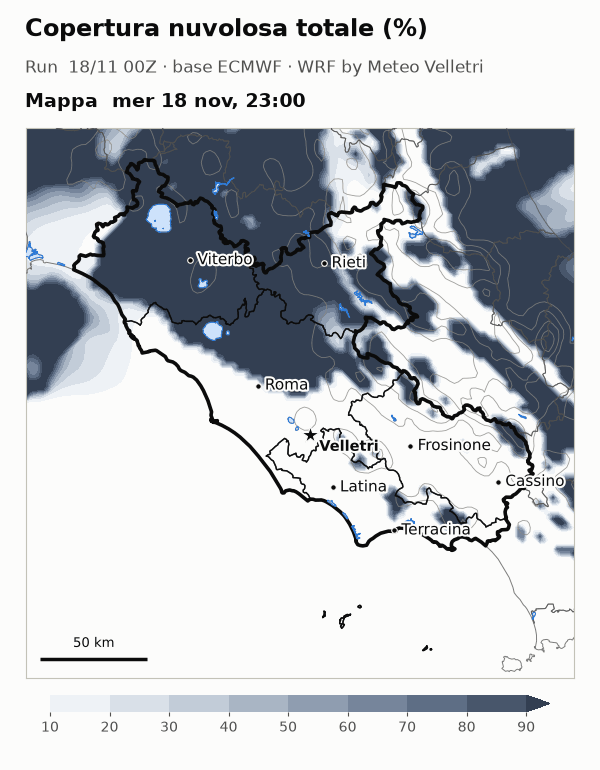 Copertura nuvolosa totale (%)
Run 18/11 00Z · base ECMWF · WRF by Meteo Velletri
Mappa mer 18 nov, 23:00
Viterbo
Rieti
Roma
Velletri
Frosinone
Cassino
Latina
Terracina
50 km
10 20 30 40 50 60 70 80 90